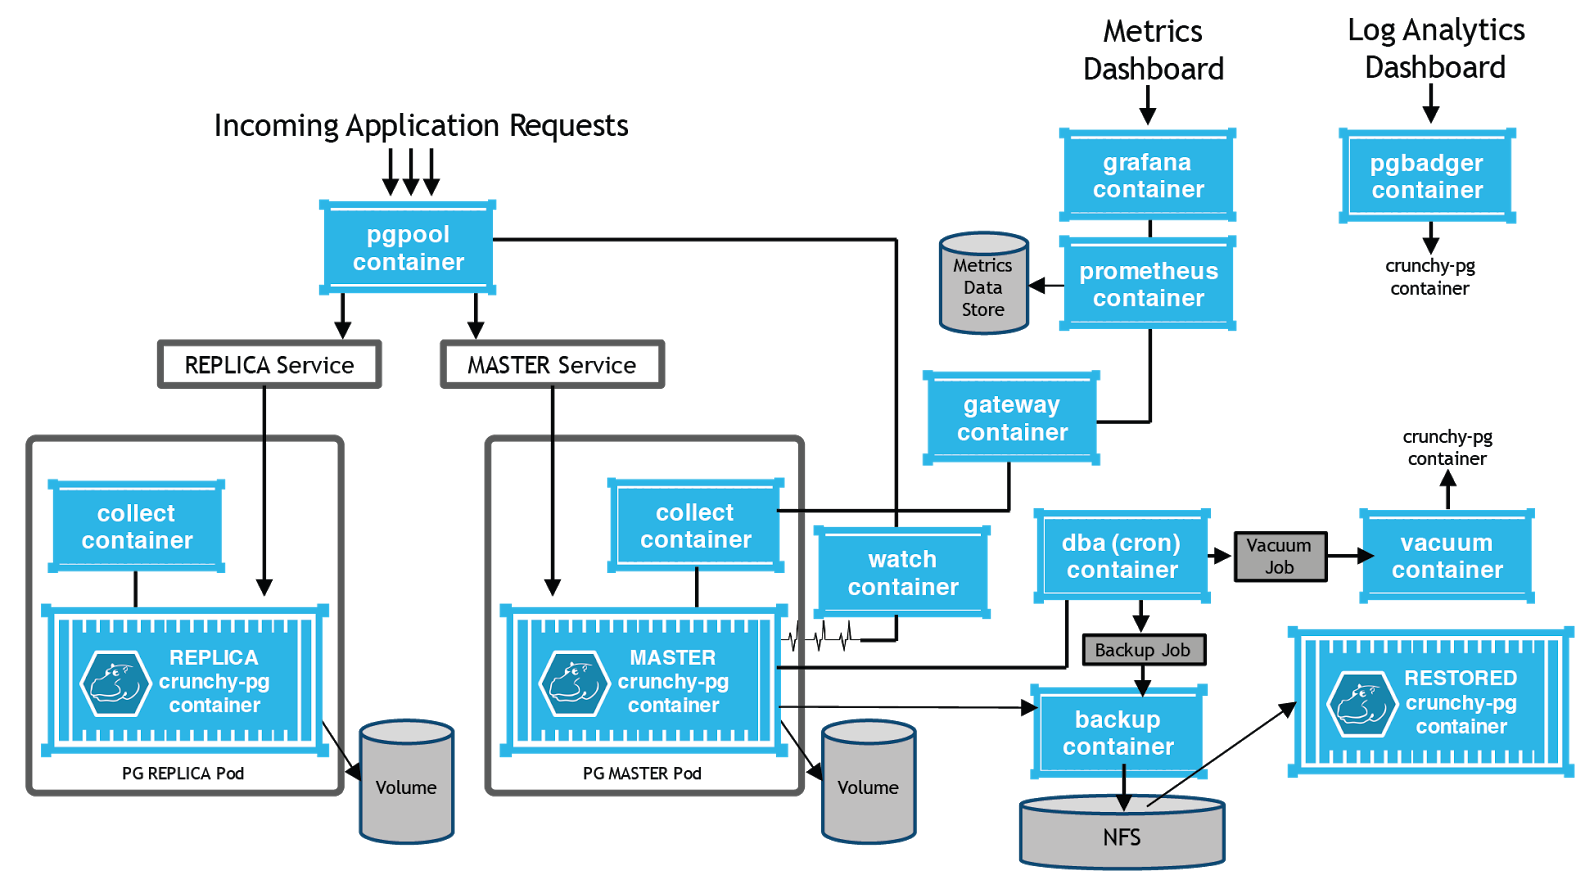 Metrics
Dashboard
Log Analytics
Dashboard
Incoming Application Requests
grafana
container
pgbadger
container
pgpool
container
Metrics
Data
Store
prometheus
container
crunchy-pg
container
REPLICA Service
MASTER Service
gateway
container
crunchy-pg
container
collect
container
collect
container
watch
container
dba (cron)
container
Vacuum
Job
vacuum
container
Backup Job
REPLICA
crunchy-pg
container
MASTER
crunchy-pg
container
backup
container
RESTORED
crunchy-pg
container
PG REPLICA Pod
Volume
PG MASTER Pod
Volume
NFS